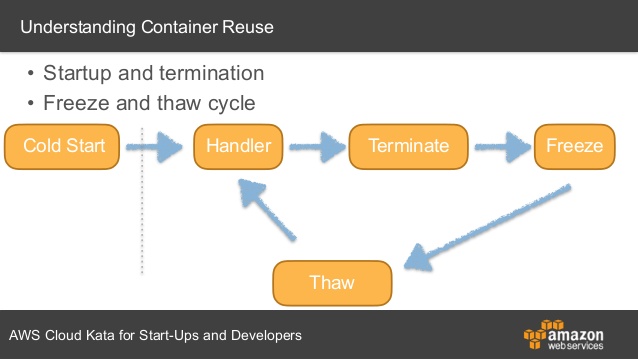 Understanding Container Reuse
• Startup and termination
• Freeze and thaw cycle
Cold Start
Handler
Terminate
Freeze
Thaw
AWS Cloud Kata for Start-Ups and Developers
amazon
web services